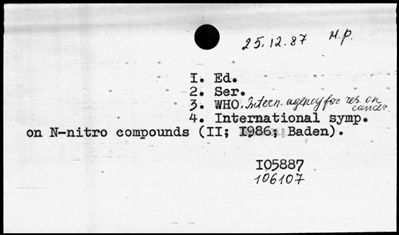 25.12.87 м.р.
I. Ed.
2. Ser.
3. WHO. Intern. agency for res. on cancer.
4. International symp.
on N-nitro compounds (II; I986; Baden).
I05887
106107